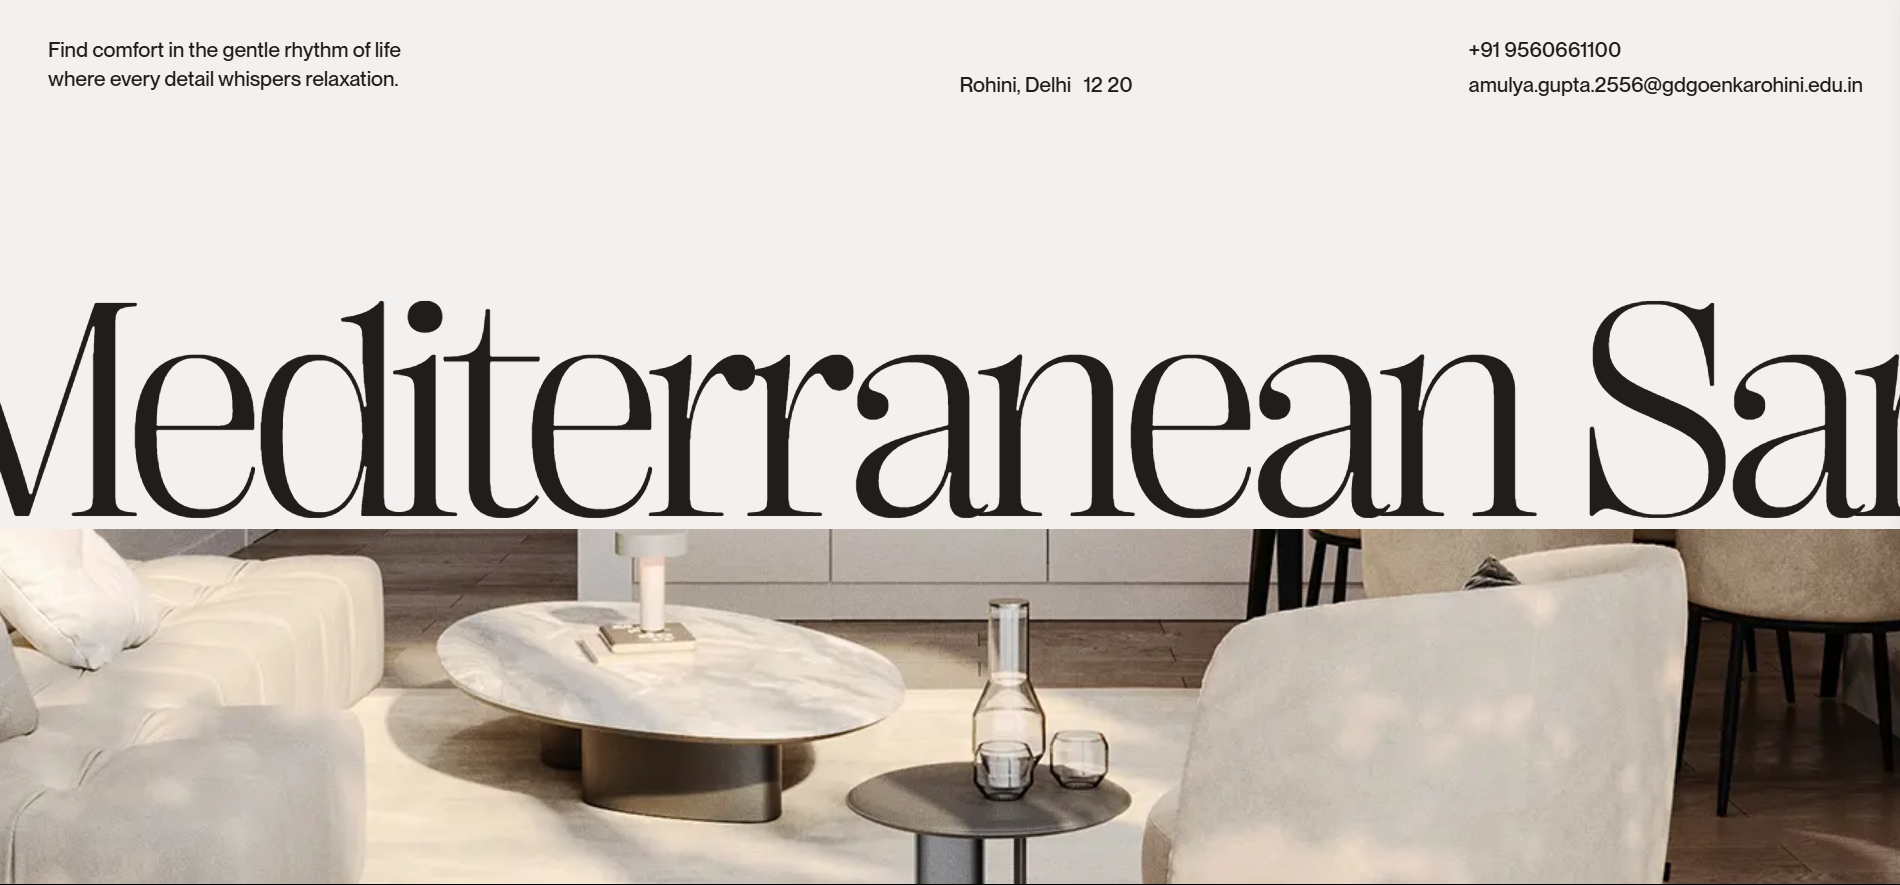 Find comfort in the gentle rhythm of life
where every detail whispers relaxation.
Rohini, Delhi 12 20
+91 9560661100
amulya.gupta.2556@gdgoenkarohini.edu.in
Mediterranean